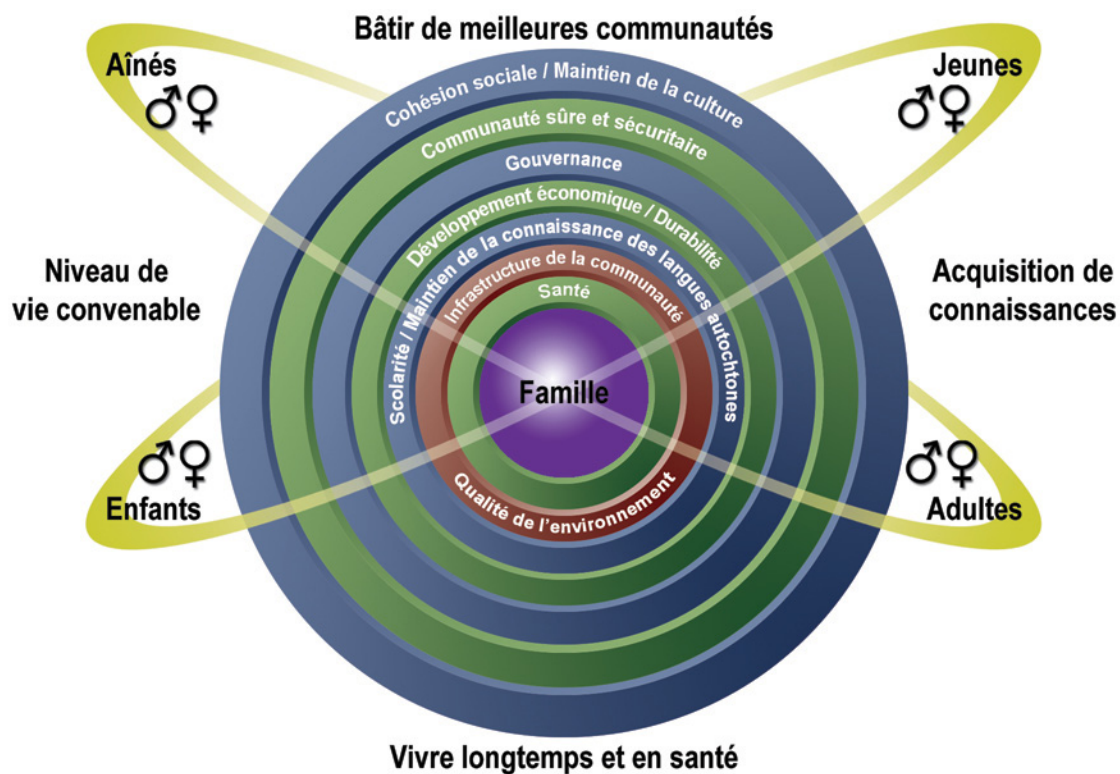 Bâtir de meilleures communautés
Aînés
Jeunes
Cohésion sociale / Maintien de la culture
Communauté sûre et sécuritaire
Gouvernance
Développement économique / Durabilité
Scolarité / Maintien de la connaissance des langues autochtones
Infrastructure de la communauté
Santé
Niveau de
vie convenable
Acquisition de
connaissances
Famille
Qualité de l'environnement
Enfants
Adultes
Vivre longtemps et en santé